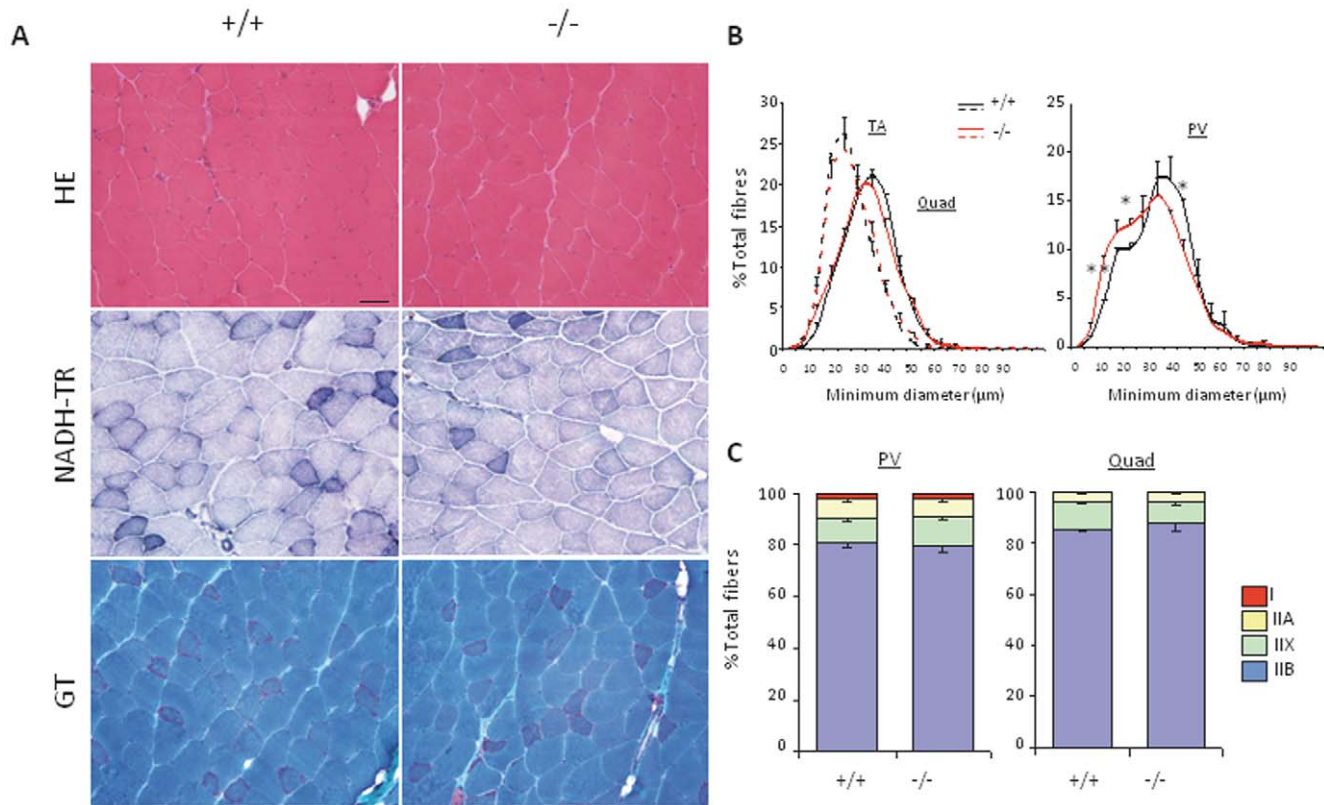 A
+/+
-/-
HE
NADH-TR
GT
B
30
25
20
15
10
5
0
%Total fibres
TA
Quad
+/+
-/-
0 10 20 30 40 50 60 70 80 90
Minimum diameter (µm)
25
20
15
10
5
0
PV
*
*
*
*
0 10 20 30 40 50 60 70 80 90
Minimum diameter (µm)
C
PV
100
80
60
40
20
0
%Total fibers
+/+ -/-
Quad
100
80
60
40
20
0
+/+ -/-
I
IIA
IIX
IIB